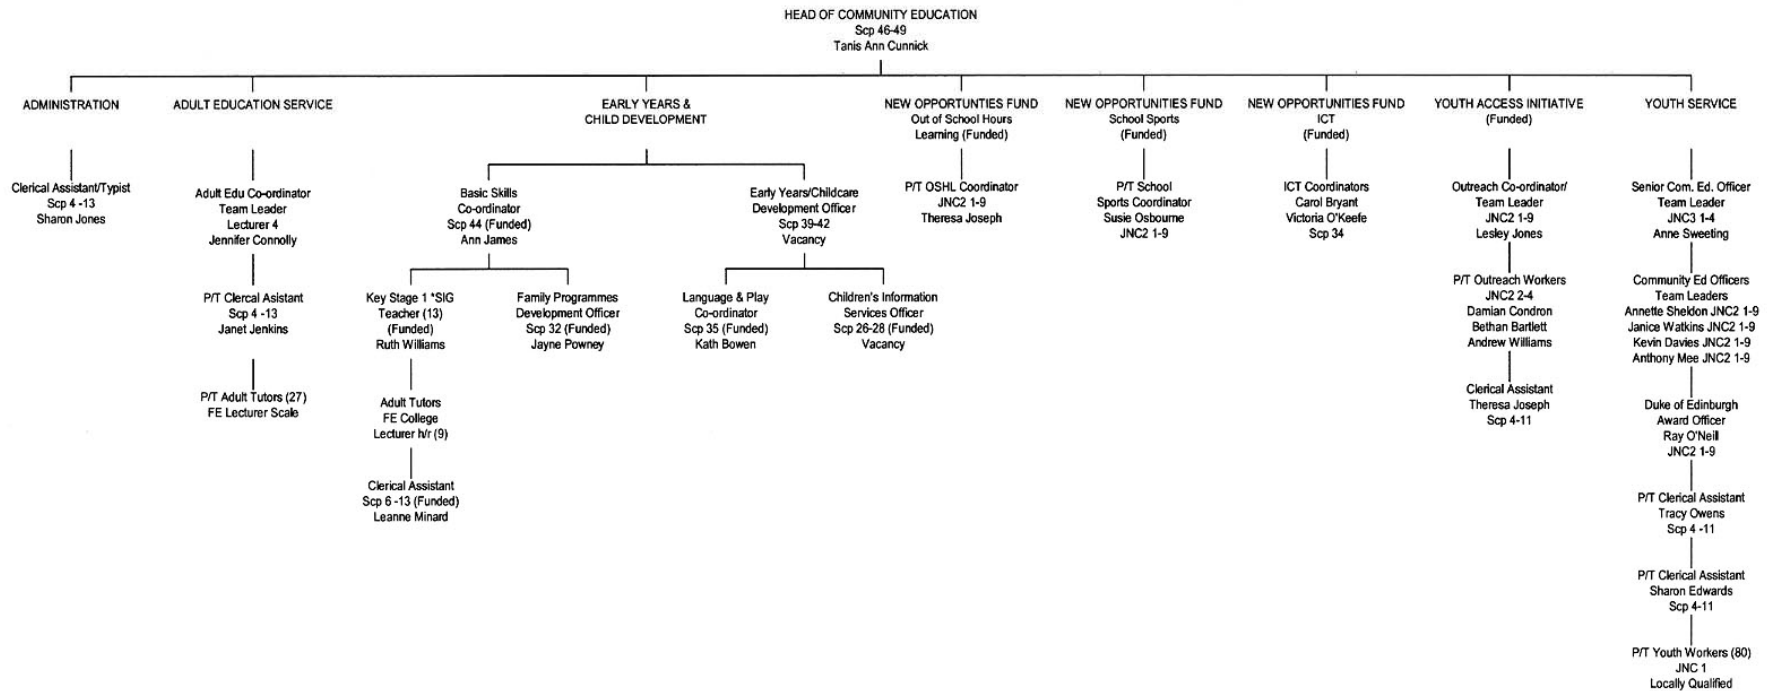 HEAD OF COMMUNITY EDUCATION
Scp 46-49
Tanis Ann Cunnick
ADMINISTRATION
Clerical Assistant/Typist
Scp 4 -13
Sharon Jones
ADULT EDUCATION SERVICE
Adult Edu Co-ordinator
Team Leader
Lecturer 4
Jennifer Connolly
P/T Clercal Asistant
Scp 4 -13
Janet Jenkins
P/T Adult Tutors (27)
FE Lecturer Scale
EARLY YEARS &
CHILD DEVELOPMENT
Basic Skills
Co-ordinator
Scp 44 (Funded)
Ann James
Key Stage 1 *SIG
Teacher (13)
(Funded)
Ruth Williams
Adult Tutors
FE College
Lecturer h/r (9)
Clerical Assistant
Scp 6 -13 (Funded)
Leanne Minard
Family Programmes
Development Officer
Scp 32 (Funded)
Jayne Powney
Early Years/Childcare
Development Officer
Scp 39-42
Vacancy
Language & Play
Co-ordinator
Scp 35 (Funded)
Kath Bowen
Children's Information
Services Officer
Scp 26-28 (Funded)
Vacancy
NEW OPPORTUNTIES FUND
Out of School Hours
Learning (Funded)
P/T OSHL Coordinator
JNC2 1-9
Theresa Joseph
NEW OPPORTUNITIES FUND
School Sports
(Funded)
P/T School
Sports Coordinator
Susie Osbourne
JNC2 1-9
NEW OPPORTUNITIES FUND
ICT
(Funded)
ICT Coordinators
Carol Bryant
Victoria O'Keefe
Scp 34
YOUTH ACCESS INITIATIVE
(Funded)
Outreach Co-ordinator/
Team Leader
JNC2 1-9
Lesley Jones
P/T Outreach Workers
JNC2 2-4
Damian Condron
Bethan Bartlett
Andrew Williams
Clerical Assistant
Theresa Joseph
Scp 4-11
YOUTH SERVICE
Senior Com. Ed. Officer
Team Leader
JNC3 1-4
Anne Sweeting
Community Ed Officers
Team Leaders
Annette Sheldon JNC2 1-9
Janice Watkins JNC2 1-9
Kevin Davies JNC2 1-9
Anthony Mee JNC2 1-9
Duke of Edinburgh
Award Officer
Ray O'Neill
JNC2 1-9
P/T Clerical Assistant
Tracy Owens
Scp 4 -11
P/T Clerical Assistant
Sharon Edwards
Scp 4-11
P/T Youth Workers (80)
JNC 1
Locally Qualified